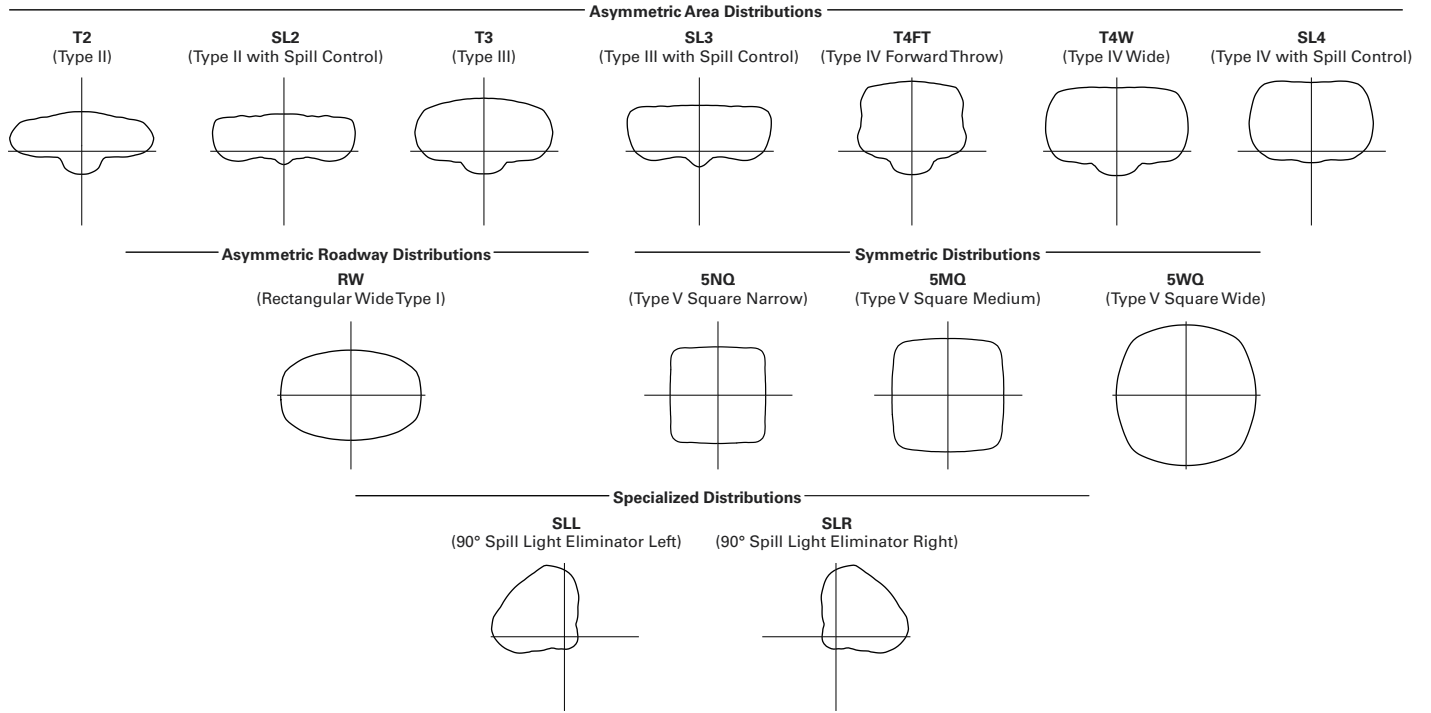 Asymmetric Area Distributions
T2
(Type II)
SL2
(Type II with Spill Control)
T3
(Type III)
SL3
(Type III with Spill Control)
T4FT
(Type IV Forward Throw)
T4W
(Type IV Wide)
SL4
(Type IV with Spill Control)
Asymmetric Roadway Distributions
RW
(Rectangular Wide Type I)
Symmetric Distributions
5NQ
(Type V Square Narrow)
5MQ
(Type V Square Medium)
5WQ
(Type V Square Wide)
Specialized Distributions
SLL
(90° Spill Light Eliminator Left)
SLR
(90° Spill Light Eliminator Right)